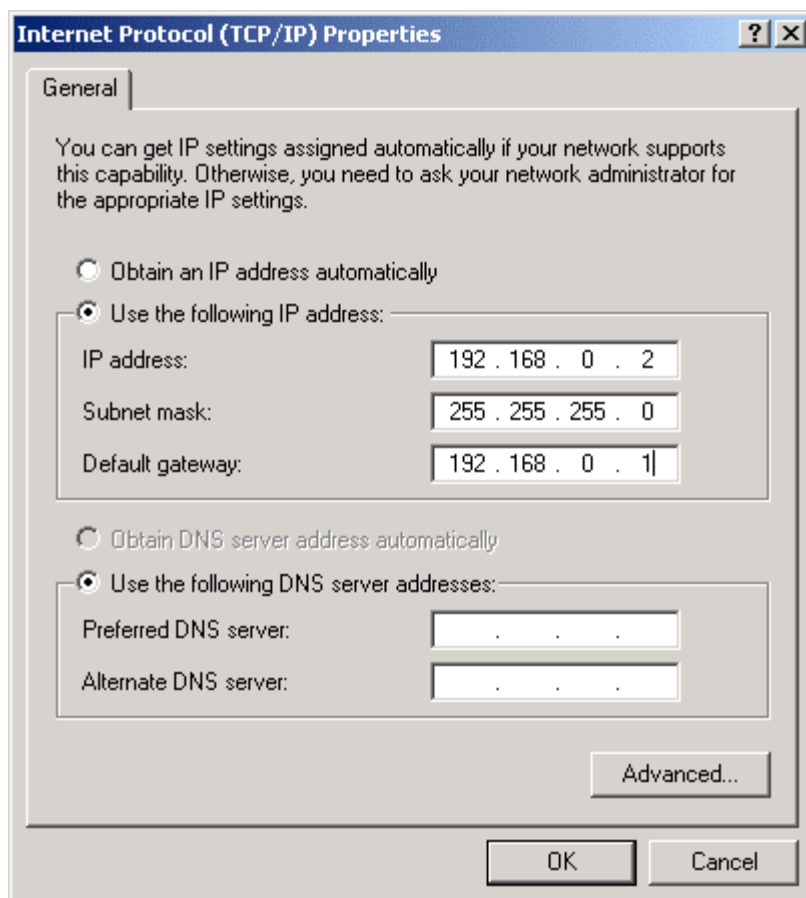 Internet Protocol (TCP/IP) Properties
General
You can get IP settings assigned automatically if your network supports
this capability. Otherwise, you need to ask your network administrator for
the appropriate IP settings.
Obtain an IP address automatically
Use the following IP address:
IP address: 192 . 168 . 0 . 2
Subnet mask: 255 . 255 . 255 . 0
Default gateway: 192 . 168 . 0 . 1
Obtain DNS server address automatically
Use the following DNS server addresses:
Preferred DNS server: . . .
Alternate DNS server: . . .
Advanced...
OK Cancel